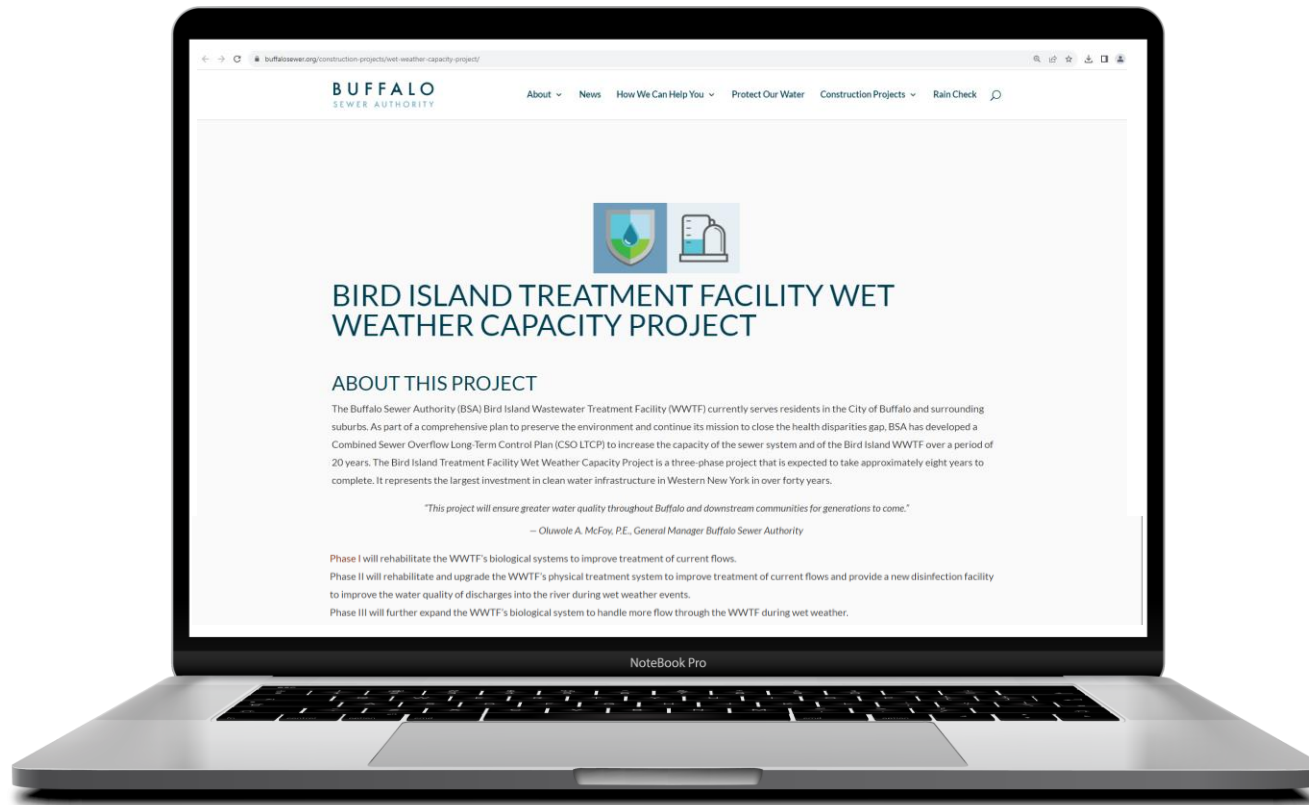 buffalosewer.org/construction-projects/wet-weather-capacity-project/
BUFFALO
SEWER AUTHORITY
About News How We Can Help You Protect Our Water Construction Projects Rain Check
BIRD ISLAND TREATMENT FACILITY WET
WEATHER CAPACITY PROJECT
ABOUT THIS PROJECT
The Buffalo Sewer Authority (BSA) Bird Island Wastewater Treatment Facility (WWTF) currently serves residents in the City of Buffalo and surrounding
suburbs. As part of a comprehensive plan to preserve the environment and continue its mission to close the health disparities gap, BSA has developed a
Combined Sewer Overflow Long-Term Control Plan (CSO LTCP) to increase the capacity of the sewer system and of the Bird Island WWTF over a period of
20 years. The Bird Island Treatment Facility Wet Weather Capacity Project is a three-phase project that is expected to take approximately eight years to
complete. It represents the largest investment in clean water infrastructure in Western New York in over forty years.
"This project will ensure greater water quality throughout Buffalo and downstream communities for generations to come."
— Oluwole A. McFoy, P.E., General Manager Buffalo Sewer Authority
Phase I will rehabilitate the WWTF's biological systems to improve treatment of current flows.
Phase II will rehabilitate and upgrade the WWTF's physical treatment system to improve treatment of current flows and provide a new disinfection facility
to improve the water quality of discharges into the river during wet weather events.
Phase III will further expand the WWTF's biological system to handle more flow through the WWTF during wet weather.
NoteBook Pro